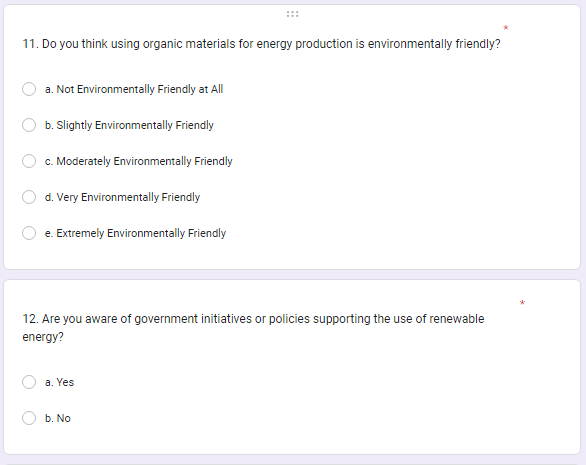 *
11. Do you think using organic materials for energy production is environmentally friendly?
a. Not Environmentally Friendly at All
b. Slightly Environmentally Friendly
c. Moderately Environmentally Friendly
d. Very Environmentally Friendly
e. Extremely Environmentally Friendly
*
12. Are you aware of government initiatives or policies supporting the use of renewable
energy?
a. Yes
b. No